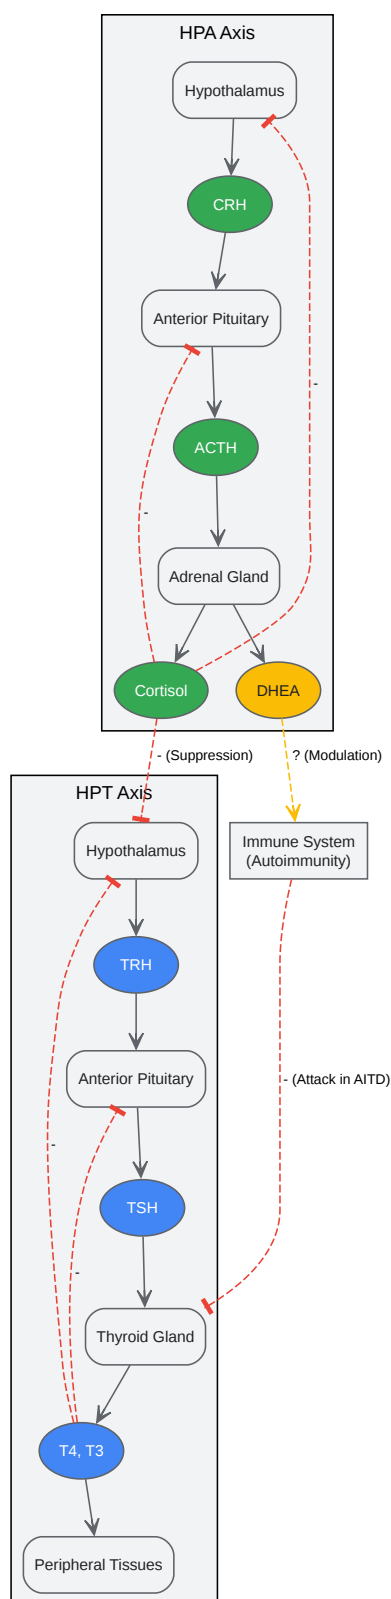 HPA Axis
Hypothalamus
CRH
Anterior Pituitary
-
ACTH
-
Adrenal Gland
Cortisol
DHEA
- (Suppression)
? (Modulation)
HPT Axis
Hypothalamus
Immune System
(Autoimmunity)
TRH
Anterior Pituitary
- (Attack in AITD)
-
TSH
-
Thyroid Gland
T4, T3
Peripheral Tissues